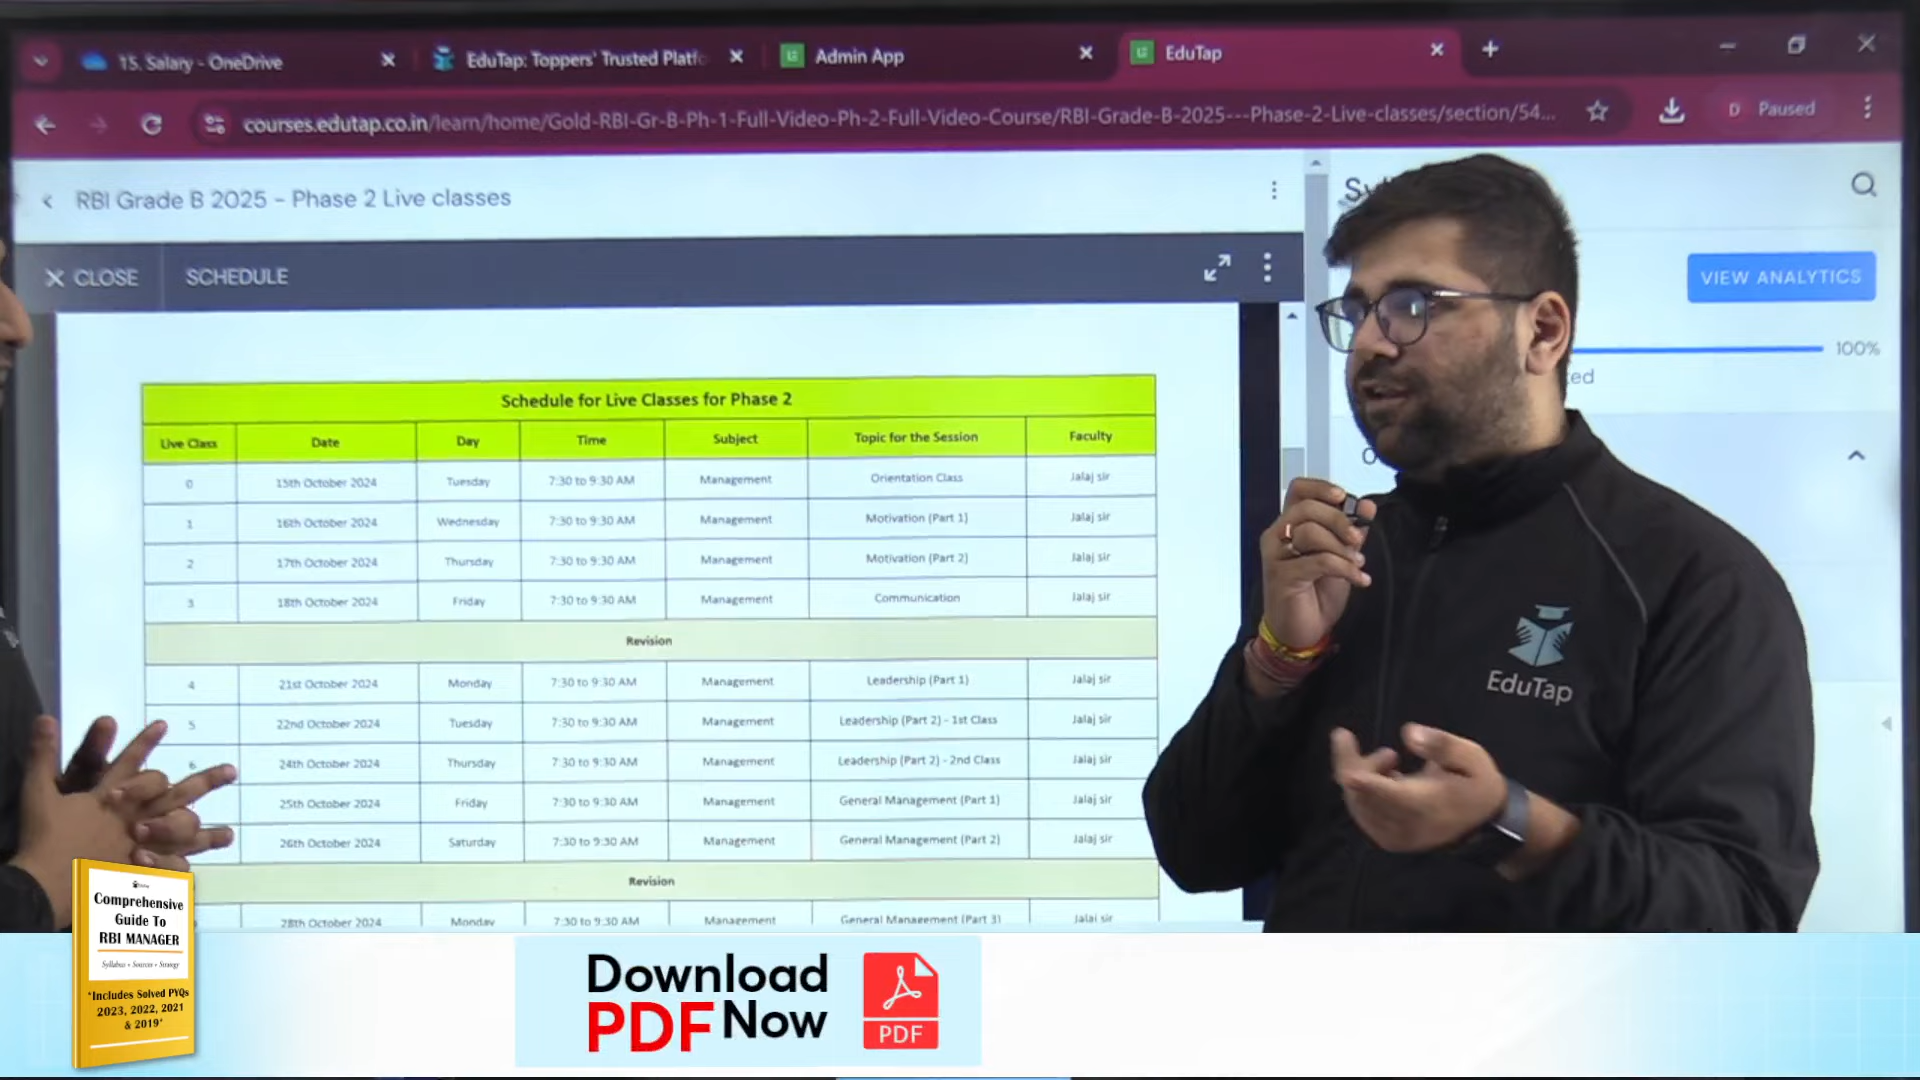 15. Salary - OneDrive
EduTap: Toppers' Trusted Platfo
Admin App
EduTap
courses.edutap.co.in/learn/home/Gold-RBI-Gr-B-Ph-1-Full-Video-Ph-2-Full-Video-Course/RBI-Grade-B-2025---Phase-2-Live-classes/section/54...
D Paused
RBI Grade B 2025 - Phase 2 Live classes
CLOSE SCHEDULE
VIEW ANALYTICS
100%
Schedule for Live Classes for Phase 2
Live Class Date Day Time Subject Topic for the Session Faculty
0 15th October 2024 Tuesday 7:30 to 9:30 AM Management Orientation Class Jalaj sir
1 16th October 2024 Wednesday 7:30 to 9:30 AM Management Motivation (Part 1) Jalaj sir
2 17th October 2024 Thursday 7:30 to 9:30 AM Management Motivation (Part 2) Jalaj sir
3 18th October 2024 Friday 7:30 to 9:30 AM Management Communication Jalaj sir
Revision
4 21st October 2024 Monday 7:30 to 9:30 AM Management Leadership (Part 1) Jalaj sir
5 22nd October 2024 Tuesday 7:30 to 9:30 AM Management Leadership (Part 2) - 1st Class Jalaj sir
6 24th October 2024 Thursday 7:30 to 9:30 AM Management Leadership (Part 2) - 2nd Class Jalaj sir
25th October 2024 Friday 7:30 to 9:30 AM Management General Management (Part 1) Jalaj sir
26th October 2024 Saturday 7:30 to 9:30 AM Management General Management (Part 2) Jalaj sir
Revision
28th October 2024 Monday 7:30 to 9:30 AM Management General Management (Part 3) Jalaj sir
EduTap
Comprehensive
Guide To
RBI MANAGER
Syllabus • Sources • Strategy
*Includes Solved PYQs
2023, 2022, 2021
& 2019*
Download
PDF Now
PDF